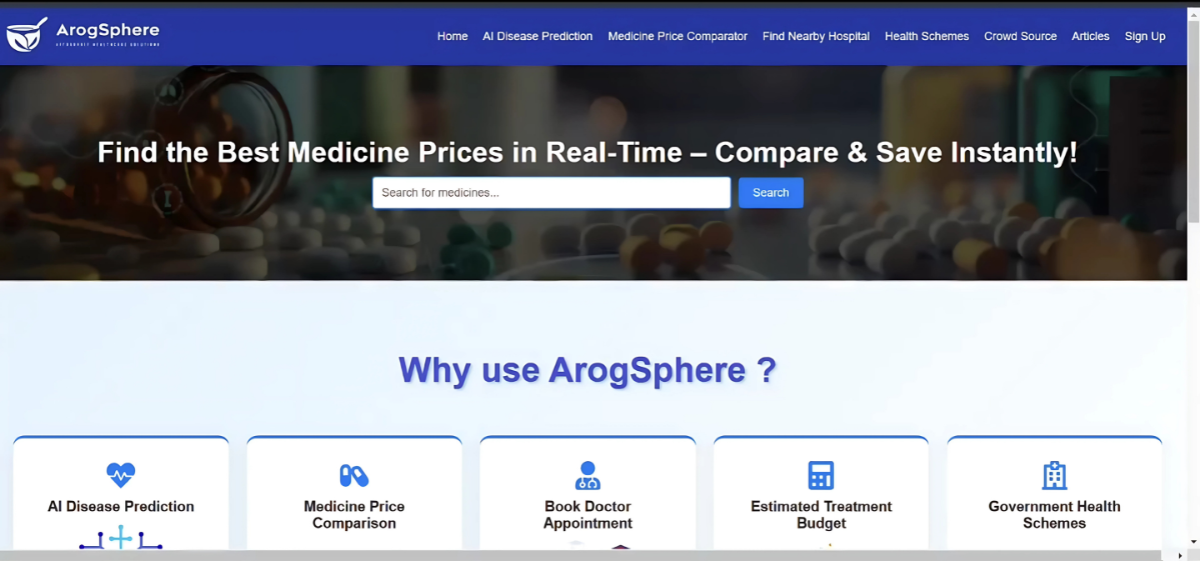 ArogSphere
AFFORDABLE HEALTHCARE SOLUTIONS
Home AI Disease Prediction Medicine Price Comparator Find Nearby Hospital Health Schemes Crowd Source Articles Sign Up
Find the Best Medicine Prices in Real-Time – Compare & Save Instantly!
Search for medicines... Search
Why use ArogSphere ?
AI Disease Prediction
Medicine Price
Comparison
Book Doctor
Appointment
Estimated Treatment
Budget
Government Health
Schemes